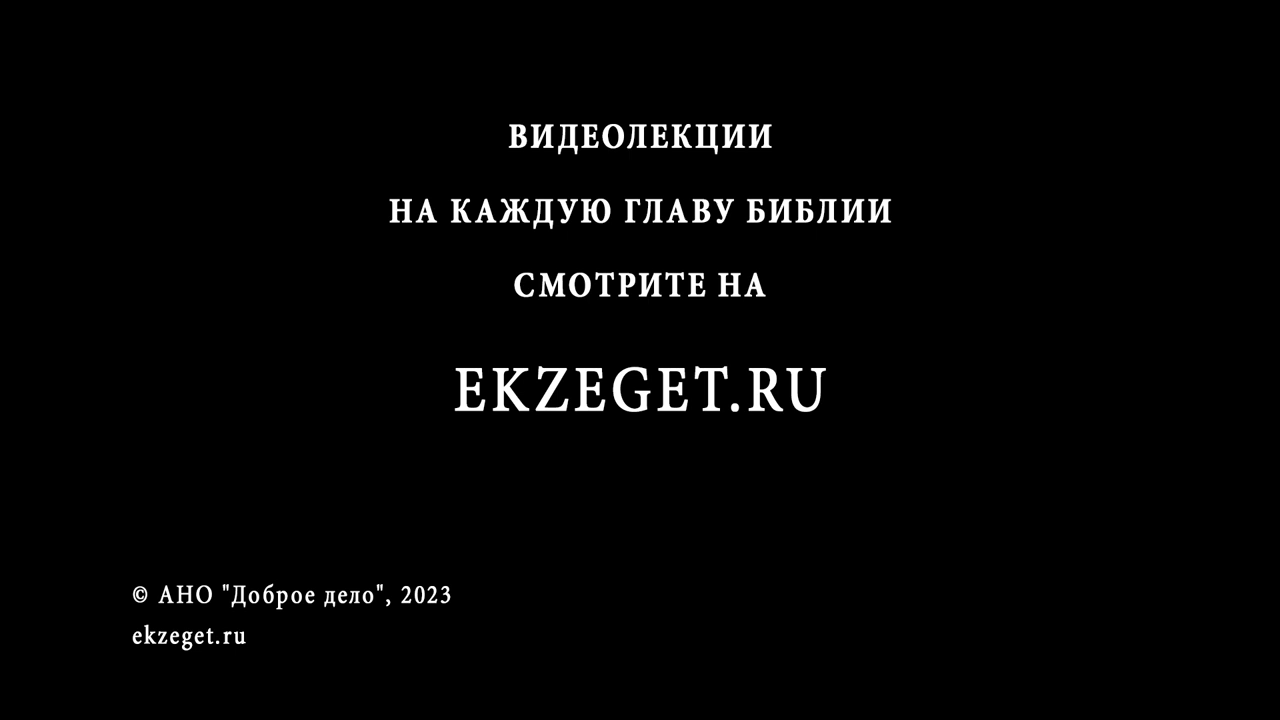 ВИДЕОЛЕКЦИИ
НА КАЖДУЮ ГЛАВУ БИБЛИИ
СМОТРИТЕ НА
EKZEGET.RU
© АНО "Доброе дело", 2023
ekzeget.ru